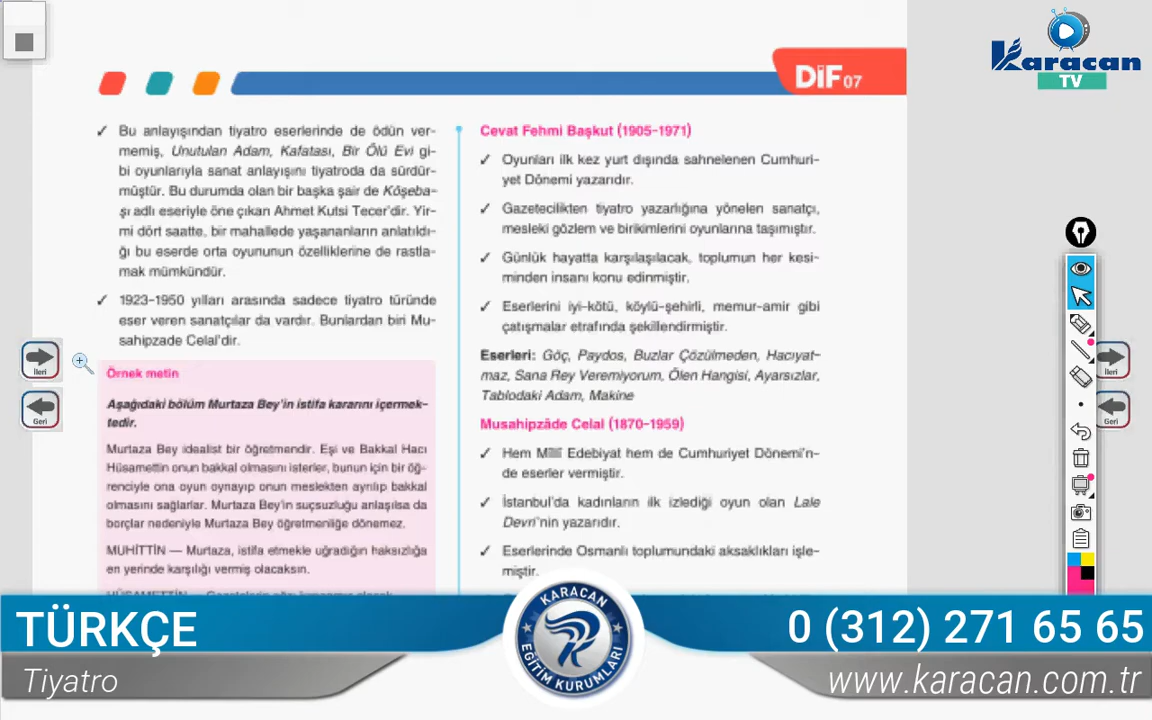 Karacan
TV
DiF07
✓ Bu anlayışından tiyatro eserlerinde de ödün ver-
memiş, Unutulan Adam, Kafatası, Bir Ölü Evi gi-
bi oyunlarıyla sanat anlayışını tiyatroda da sürdür-
müştür. Bu durumda olan bir başka şair de Köşeba-
şı adlı eseriyle öne çıkan Ahmet Kutsi Tecer'dir. Yir-
mi dört saatte, bir mahallede yaşananların anlatıldı-
ğı bu eserde orta oyununun özelliklerine de rastla-
mak mümkündür.
✓ 1923-1950 yılları arasında sadece tiyatro türünde
eser veren sanatçılar da vardır. Bunlardan biri Mu-
sahipzade Celal'dir.
Örnek metin
Aşağıdaki bölüm Murtaza Bey'in istifa kararını içermek-
tedir.
Murtaza Bey idealist bir öğretmendir. Eşi ve Bakkal Hacı
Hüsamettin onun bakkal olmasını isterler, bunun için bir öğ-
renciyle ona oyun oynayıp onun meslekten ayrılıp bakkal
olmasını sağlarlar. Murtaza Bey'in suçsuzluğu anlaşılsa da
borçlar nedeniyle Murtaza Bey öğretmenliğe dönemez.
MUHİTTİN — Murtaza, istifa etmekle uğradığın haksızlığa
en yerinde karşılığı vermiş olacaksın.
Cevat Fehmi Başkut (1905-1971)
✓ Oyunları ilk kez yurt dışında sahnelenen Cumhuri-
yet Dönemi yazarıdır.
✓ Gazetecilikten tiyatro yazarlığına yönelen sanatçı,
mesleki gözlem ve birikimlerini oyunlarına taşımıştır.
✓ Günlük hayatta karşılaşılacak, toplumun her kesi-
minden insanı konu edinmiştir.
✓ Eserlerini iyi-kötü, köylü-şehirli, memur-amir gibi
çatışmalar etrafında şekillendirmiştir.
Eserleri: Göç, Paydos, Buzlar Çözülmeden, Hacıyat-
maz, Sana Rey Veremiyorum, Ölen Hangisi, Ayarsızlar,
Tablodaki Adam, Makine
Musahipzâde Celal (1870-1959)
✓ Hem Millî Edebiyat hem de Cumhuriyet Dönemi'n-
de eserler vermiştir.
✓ İstanbul'da kadınların ilk izlediği oyun olan Lale
Devri'nin yazarıdır.
✓ Eserlerinde Osmanlı toplumundaki aksaklıkları işle-
miştir.
İleri
Geri
İleri
Geri
TÜRKÇE
Tiyatro
KARACAN
EĞİTİM KURUMLARI
0 (312) 271 65 65
www.karacan.com.tr